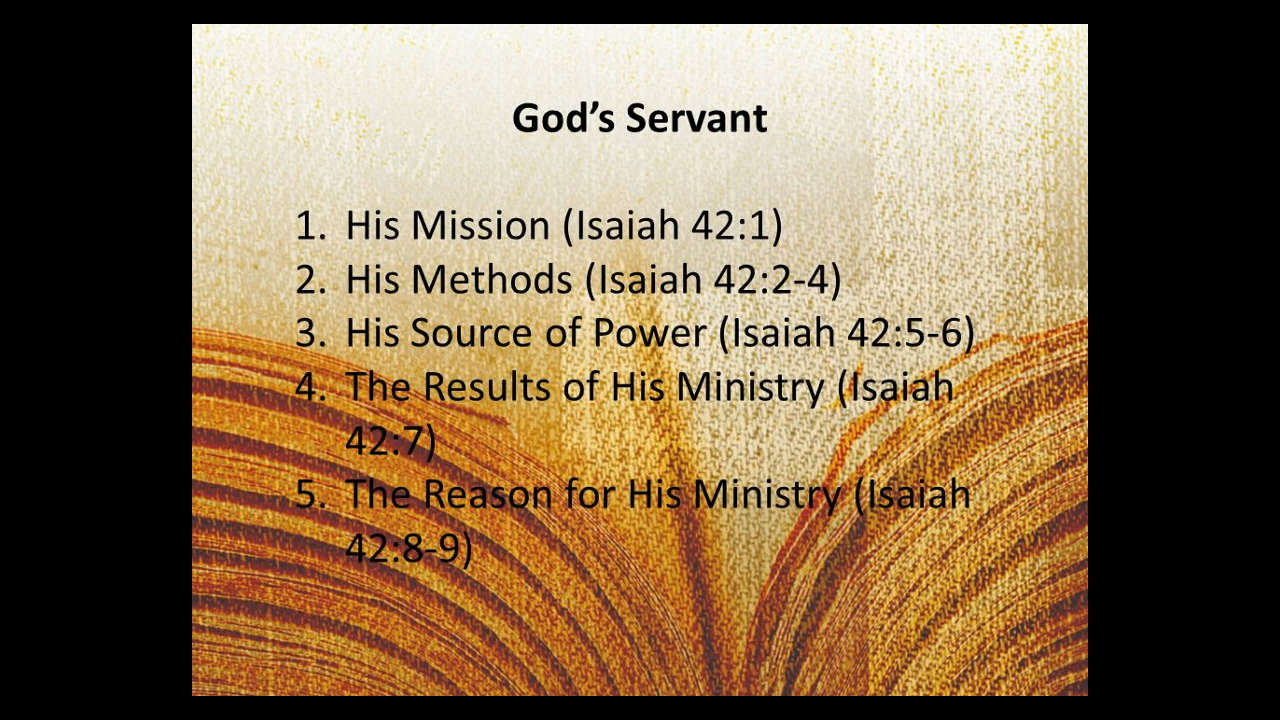 God’s Servant
1. His Mission (Isaiah 42:1)
2. His Methods (Isaiah 42:2-4)
3. His Source of Power (Isaiah 42:5-6)
4. The Results of His Ministry (Isaiah
42:7)
5. The Reason for His Ministry (Isaiah
42:8-9)